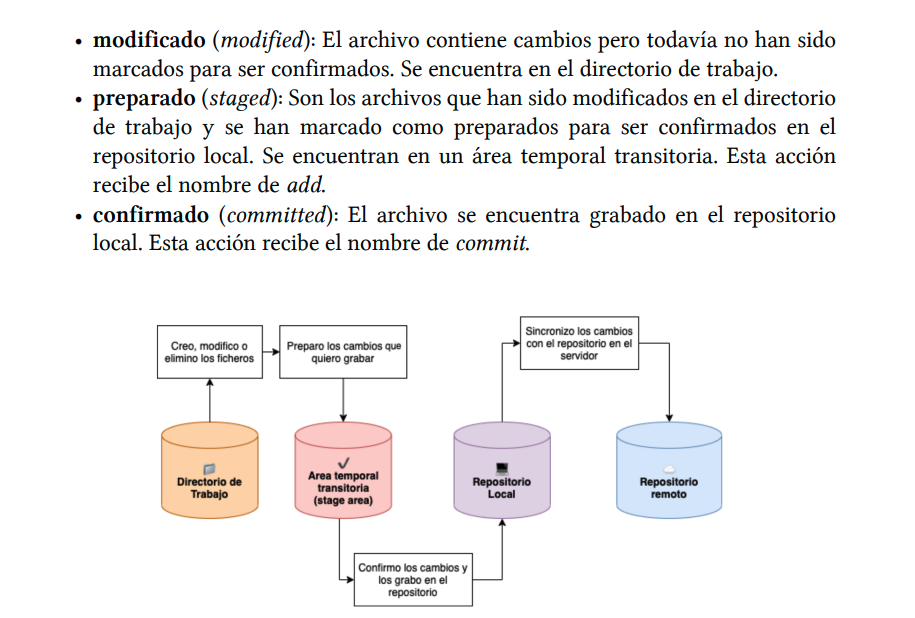 • modificado (modified): El archivo contiene cambios pero todavía no han sido
marcados para ser confirmados. Se encuentra en el directorio de trabajo.
• preparado (staged): Son los archivos que han sido modificados en el directorio
de trabajo y se han marcado como preparados para ser confirmados en el
repositorio local. Se encuentran en un área temporal transitoria. Esta acción
recibe el nombre de add.
• confirmado (committed): El archivo se encuentra grabado en el repositorio
local. Esta acción recibe el nombre de commit.
Creo, modifico o
elimino los ficheros
Preparo los cambios que
quiero grabar
Sincronizo los cambios
con el repositorio en el
servidor
Directorio de
Trabajo
Area temporal
transitoria
(stage area)
Repositorio
Local
Repositorio
remoto
Confirmo los cambios y
los grabo en el
repositorio